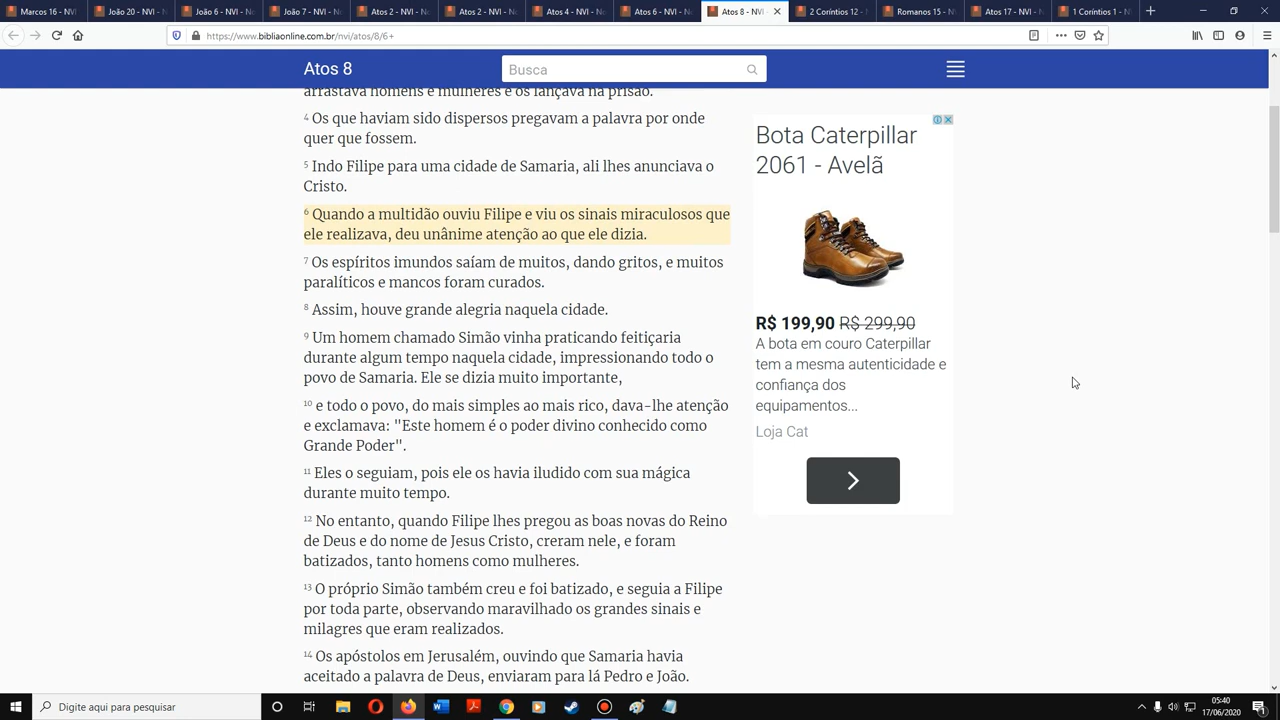 Marcos 16 - NVI
João 20 - NVI - N
João 6 - NVI - No
João 7 - NVI - No
Atos 2 - NVI - No
Atos 2 - NVI - No
Atos 4 - NVI - No
Atos 6 - NVI - No
Atos 8 - NVI - N
2 Coríntios 12 -
Romanos 15 - NV
Atos 17 - NVI - N
1 Coríntios 1 - N
https://www.bibliaonline.com.br/nvi/atos/8/6+
Atos 8
Busca
arrastava homens e mulheres e os lançava na prisão.
4 Os que haviam sido dispersos pregavam a palavra por onde
quer que fossem.
5 Indo Filipe para uma cidade de Samaria, ali lhes anunciava o
Cristo.
6 Quando a multidão ouviu Filipe e viu os sinais miraculosos que
ele realizava, deu unânime atenção ao que ele dizia.
7 Os espíritos imundos saíam de muitos, dando gritos, e muitos
paralíticos e mancos foram curados.
8 Assim, houve grande alegria naquela cidade.
9 Um homem chamado Simão vinha praticando feitiçaria
durante algum tempo naquela cidade, impressionando todo o
povo de Samaria. Ele se dizia muito importante,
10 e todo o povo, do mais simples ao mais rico, dava-lhe atenção
e exclamava: "Este homem é o poder divino conhecido como
Grande Poder".
11 Eles o seguiam, pois ele os havia iludido com sua mágica
durante muito tempo.
12 No entanto, quando Filipe lhes pregou as boas novas do Reino
de Deus e do nome de Jesus Cristo, creram nele, e foram
batizados, tanto homens como mulheres.
13 O próprio Simão também creu e foi batizado, e seguia a Filipe
por toda parte, observando maravilhado os grandes sinais e
milagres que eram realizados.
14 Os apóstolos em Jerusalém, ouvindo que Samaria havia
aceitado a palavra de Deus, enviaram para lá Pedro e João.
Bota Caterpillar
2061 - Avelã
R$ 199,90 R$ 299,90
A bota em couro Caterpillar
tem a mesma autenticidade e
confiança dos
equipamentos...
Loja Cat
Digite aqui para pesquisar
05:40
17/06/2020